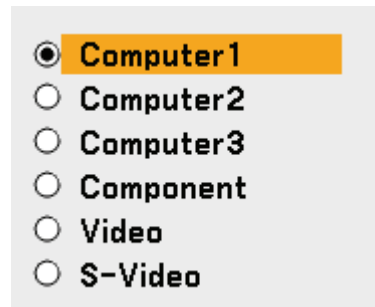 Computer1
Computer2
Computer3
Component
Video
S-Video